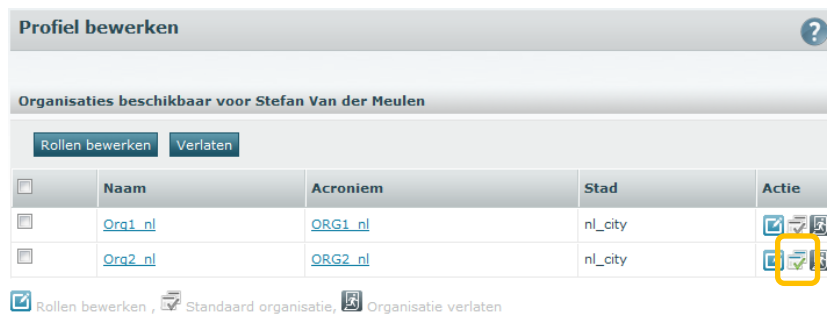 Profiel bewerken
?
Organisaties beschikbaar voor Stefan Van der Meulen
Rollen bewerken Verlaten
Naam Acroniem Stad Actie
Org1_nl ORG1_nl nl_city
Org2_nl ORG2_nl nl_city
Rollen bewerken , Standaard organisatie, Organisatie verlaten